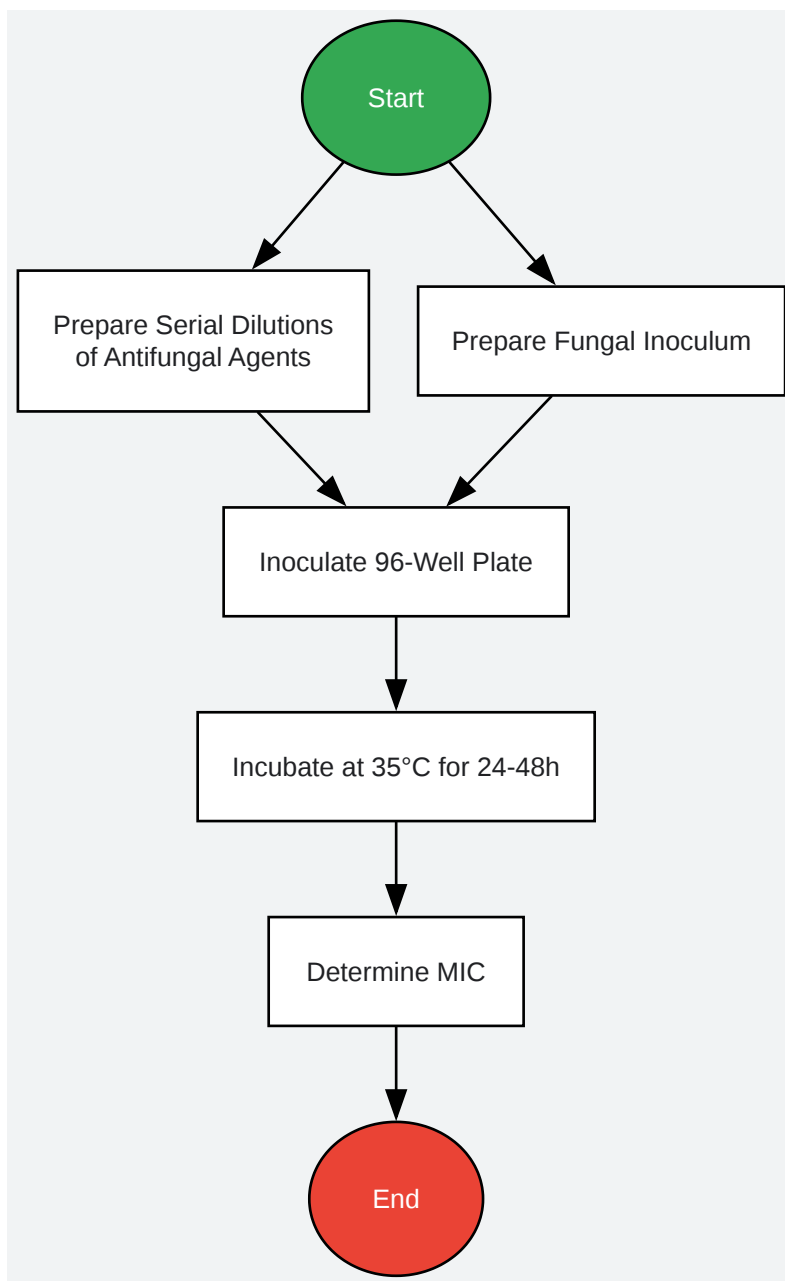 Start
Prepare Serial Dilutions
of Antifungal Agents
Prepare Fungal Inoculum
Inoculate 96-Well Plate
Incubate at 35°C for 24-48h
Determine MIC
End